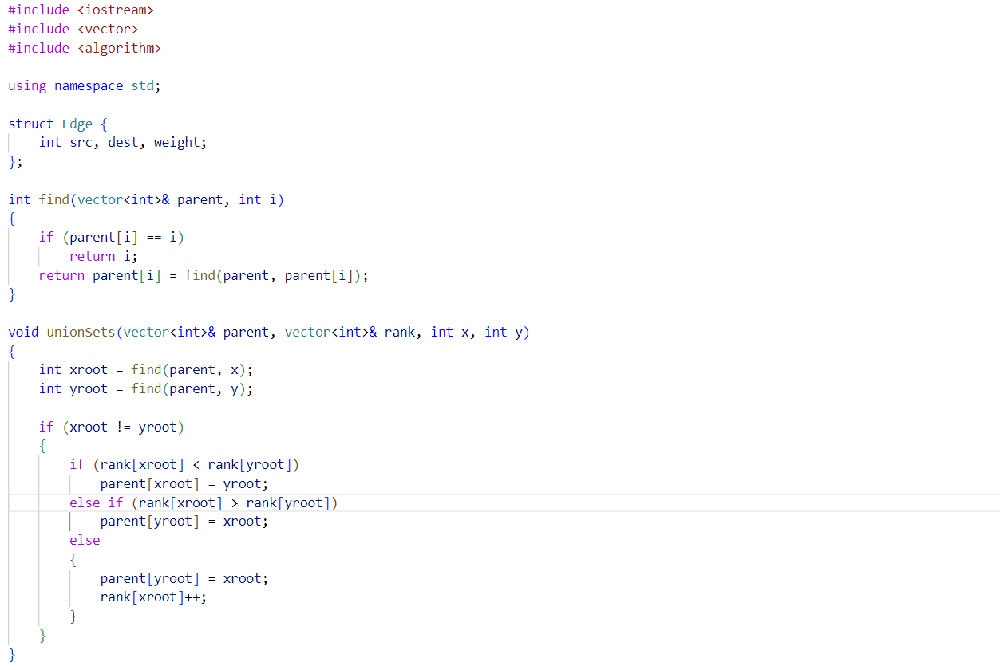 #include <iostream>
#include <vector>
#include <algorithm>
using namespace std;
struct Edge {
    int src, dest, weight;
};
int find(vector<int>& parent, int i)
{
    if (parent[i] == i)
        return i;
    return parent[i] = find(parent, parent[i]);
}
void unionSets(vector<int>& parent, vector<int>& rank, int x, int y)
{
    int xroot = find(parent, x);
    int yroot = find(parent, y);
    if (xroot != yroot)
    {
        if (rank[xroot] < rank[yroot])
            parent[xroot] = yroot;
        else if (rank[xroot] > rank[yroot])
            parent[yroot] = xroot;
        else
        {
            parent[yroot] = xroot;
            rank[xroot]++;
        }
    }
}